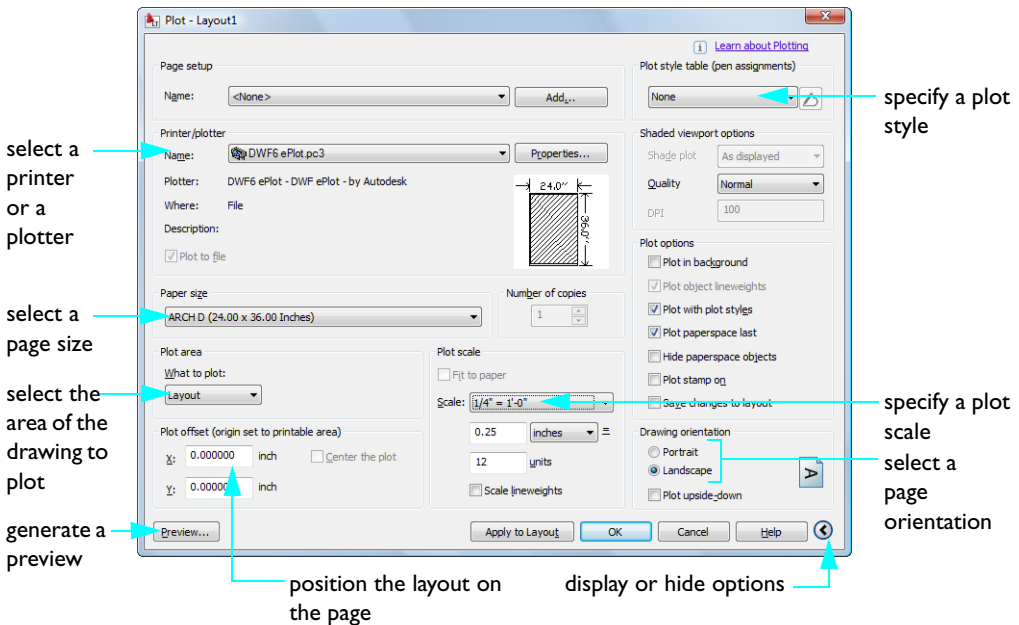 Plot - Layout1
Learn about Plotting
Page setup
Name:
<None>
Add...
Plot style table (pen assignments)
None
specify a plot
style
Printer/plotter
Name:
DWF6 ePlot.pc3
Properties...
Plotter:
DWF6 ePlot - DWF ePlot - by Autodesk
Where:
File
Description:
Plot to file
24.0″
36.0″
select a
printer
or a
plotter
Shaded viewport options
Shade plot
As displayed
Quality
Normal
DPI
100
Paper size
ARCH D (24.00 x 36.00 Inches)
Number of copies
1
select a
page size
Plot options
Plot in background
Plot object lineweights
Plot with plot styles
Plot paperspace last
Hide paperspace objects
Plot stamp on
Save changes to layout
Plot area
What to plot:
Layout
select the
area of the
drawing to
plot
Plot scale
Fit to paper
Scale:
1/4" = 1'-0"
0.25
inches
=
12
units
Scale lineweights
specify a plot
scale
Plot offset (origin set to printable area)
X:
0.000000
inch
Center the plot
Y:
0.000000
inch
Drawing orientation
Portrait
Landscape
Plot upside-down
A
select a
page
orientation
Preview...
Apply to Layout
OK
Cancel
Help
generate a
preview
position the layout on
the page
display or hide options